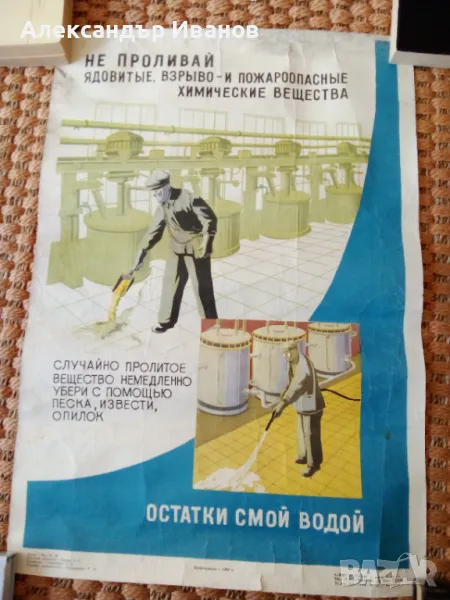 Александър Иванов
НЕ ПРОЛИВАЙ
ЯДОВИТЫЕ, ВЗРЫВО-И ПОЖАРООПАСНЫЕ
ХИМИЧЕСКИЕ ВЕЩЕСТВА
СЛУЧАЙНО ПРОЛИТОЕ
ВЕЩЕСТВО НЕМЕДЛЕННО
УБЕРИ С ПОМОЩЬЮ
ПЕСКА, ИЗВЕСТИ,
ОПИЛОК
ОСТАТКИ СМОЙ ВОДОЙ
bazar